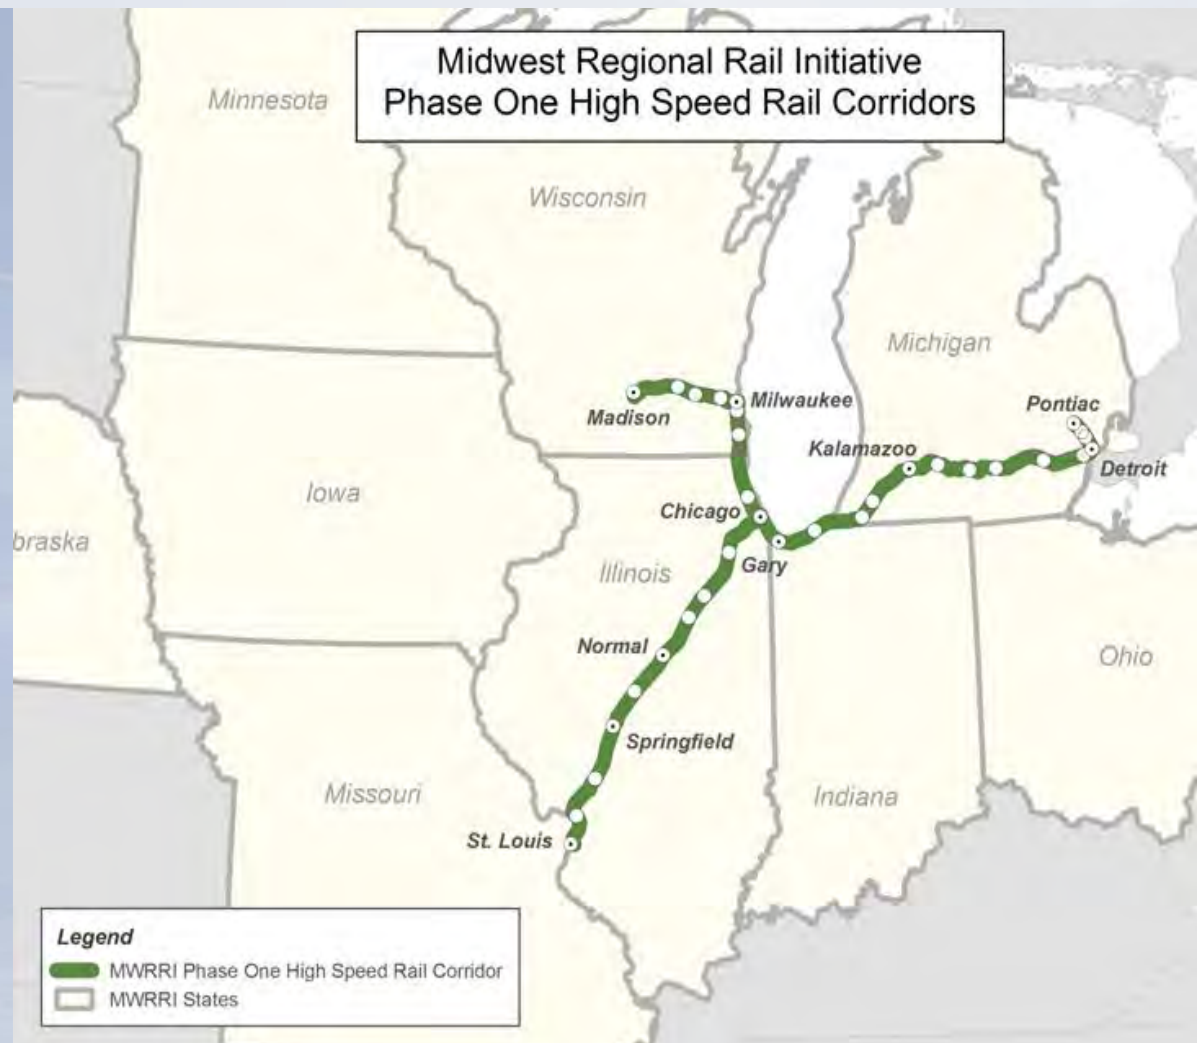 Midwest Regional Rail Initiative
Phase One High Speed Rail Corridors
Minnesota
Wisconsin
Michigan
Pontiac
Madison
Milwaukee
Kalamazoo
Detroit
Iowa
Chicago
braska
Illinois
Gary
Normal
Ohio
Springfield
Missouri
Indiana
St. Louis
Legend
MWRRI Phase One High Speed Rail Corridor
MWRRI States